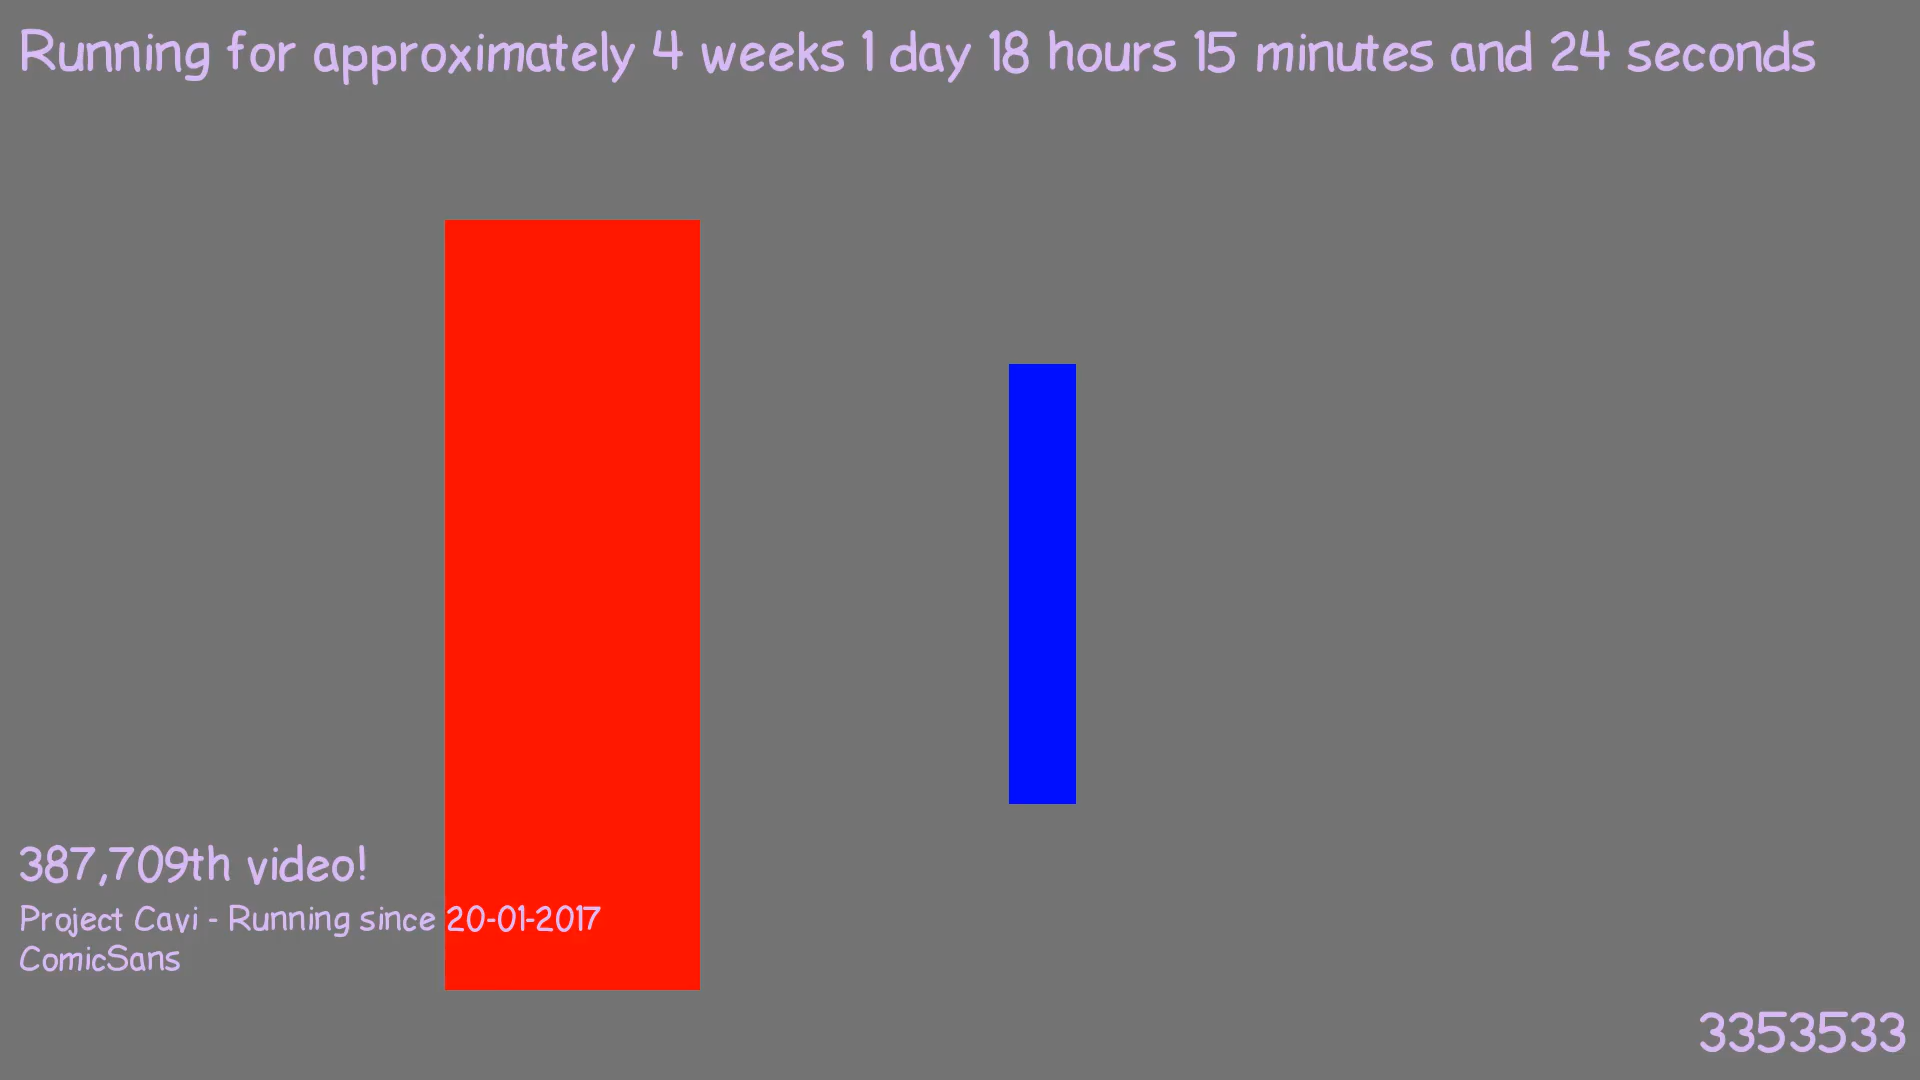 Running for approximately 4 weeks 1 day 18 hours 15 minutes and 24 seconds
387,709th video!
Project Cavi - Running since 20-01-2017
ComicSans
3353533